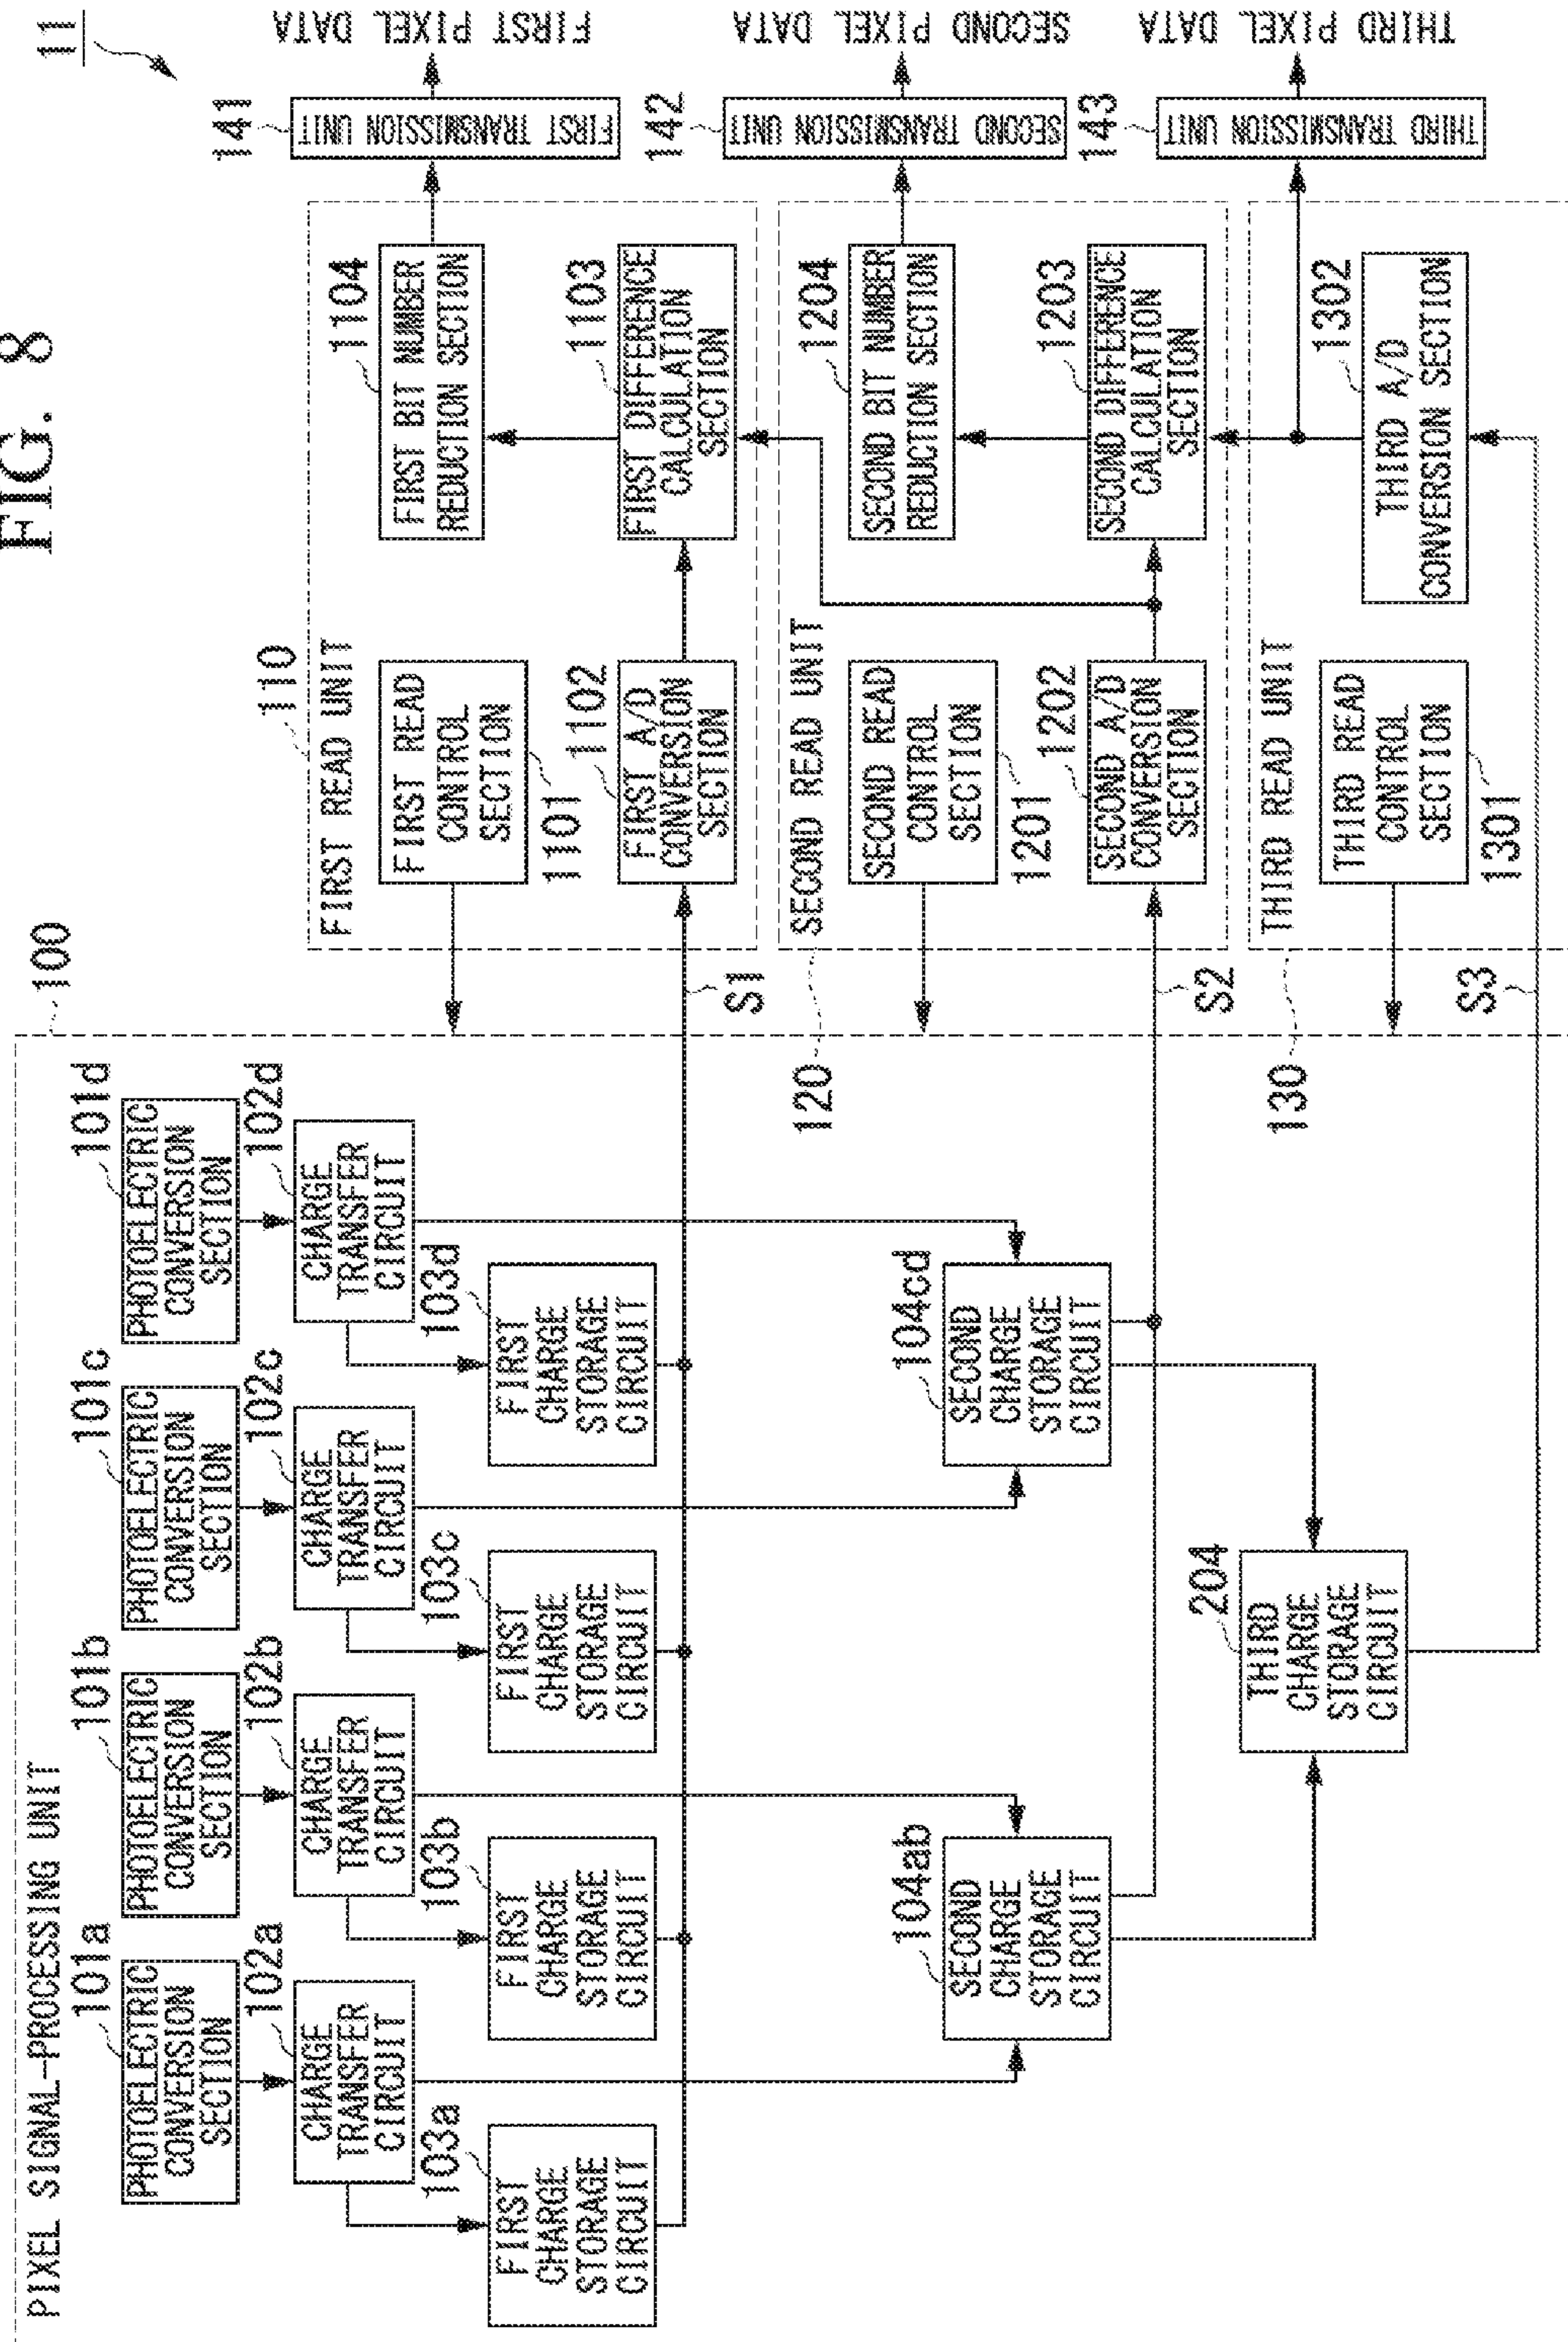 FIG. 8
11
100
PIXEL SIGNAL-PROCESSING UNIT
101a
PHOTOELECTRIC
CONVERSION
SECTION
101b
PHOTOELECTRIC
CONVERSION
SECTION
101c
PHOTOELECTRIC
CONVERSION
SECTION
101d
PHOTOELECTRIC
CONVERSION
SECTION
102a
CHARGE
TRANSFER
CIRCUIT
102b
CHARGE
TRANSFER
CIRCUIT
102c
CHARGE
TRANSFER
CIRCUIT
102d
CHARGE
TRANSFER
CIRCUIT
103a
FIRST
CHARGE
STORAGE
CIRCUIT
103b
FIRST
CHARGE
STORAGE
CIRCUIT
103c
FIRST
CHARGE
STORAGE
CIRCUIT
103d
FIRST
CHARGE
STORAGE
CIRCUIT
104ab
SECOND
CHARGE
STORAGE
CIRCUIT
104cd
SECOND
CHARGE
STORAGE
CIRCUIT
204
THIRD
CHARGE
STORAGE
CIRCUIT
S1
S2
S3
110
FIRST READ UNIT
FIRST READ
CONTROL
SECTION
1101
1102
FIRST A/D
CONVERSION
SECTION
1103
FIRST DIFFERENCE
CALCULATION
SECTION
1104
FIRST BIT NUMBER
REDUCTION SECTION
120
SECOND READ UNIT
SECOND READ
CONTROL
SECTION
1201
1202
SECOND A/D
CONVERSION
SECTION
1203
SECOND DIFFERENCE
CALCULATION
SECTION
1204
SECOND BIT NUMBER
REDUCTION SECTION
130
THIRD READ UNIT
THIRD READ
CONTROL
SECTION
1301
1302
THIRD A/D
CONVERSION SECTION
141
FIRST TRANSMISSION UNIT
FIRST PIXEL DATA
142
SECOND TRANSMISSION UNIT
SECOND PIXEL DATA
143
THIRD TRANSMISSION UNIT
THIRD PIXEL DATA